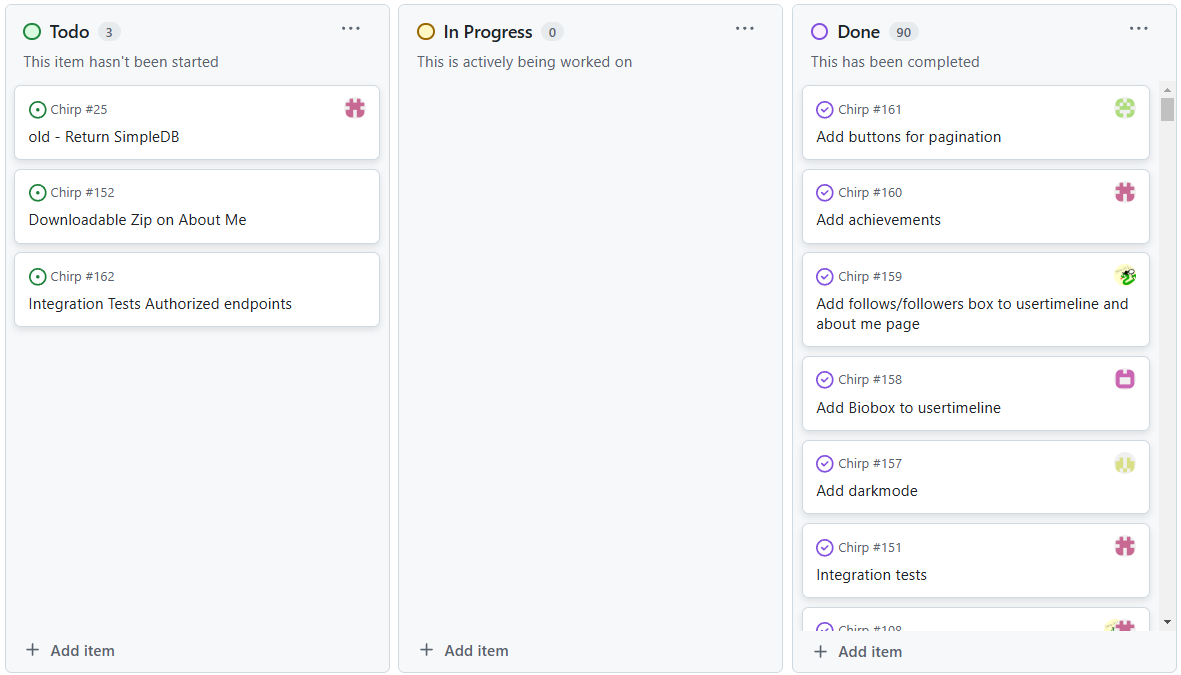 Todo 3
This item hasn't been started
Chirp #25
old - Return SimpleDB
Chirp #152
Downloadable Zip on About Me
Chirp #162
Integration Tests Authorized endpoints
+ Add item
In Progress 0
This is actively being worked on
+ Add item
Done 90
This has been completed
Chirp #161
Add buttons for pagination
Chirp #160
Add achievements
Chirp #159
Add follows/followers box to usertimeline and
about me page
Chirp #158
Add Biobox to usertimeline
Chirp #157
Add darkmode
Chirp #151
Integration tests
Chirp #108
+ Add item